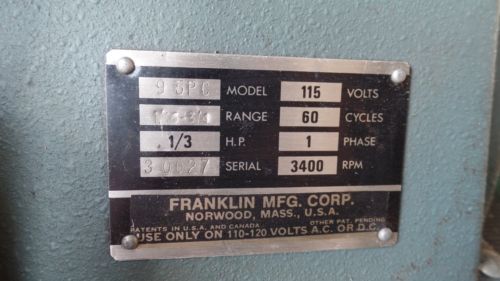 MODEL 115 VOLTS
RANGE 60 CYCLES
1/3 H.P. 1 PHASE
30627 SERIAL 3400 RPM
FRANKLIN MFG. CORP.
NORWOOD, MASS., U.S.A.
PATENTS IN U.S.A. AND CANADA OTHER PAT. PENDING
USE ONLY ON 110-120 VOLTS A.C. OR D.C.